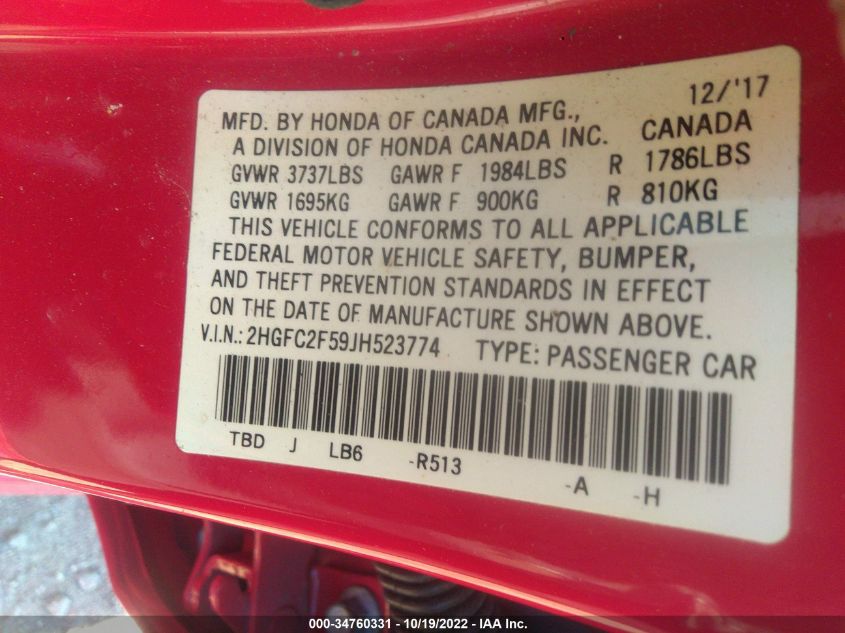 12/'17
MFD. BY HONDA OF CANADA MFG.,
A DIVISION OF HONDA CANADA INC. CANADA
GVWR 3737LBS GAWR F 1984LBS R 1786LBS
GVWR 1695KG GAWR F 900KG R 810KG
THIS VEHICLE CONFORMS TO ALL APPLICABLE
FEDERAL MOTOR VEHICLE SAFETY, BUMPER,
AND THEFT PREVENTION STANDARDS IN EFFECT
ON THE DATE OF MANUFACTURE SHOWN ABOVE.
V.I.N.: 2HGFC2F59JH523774 TYPE: PASSENGER CAR
TBD J LB6 -R513 -A -H
000-34760331 - 10/19/2022 - IAA Inc.